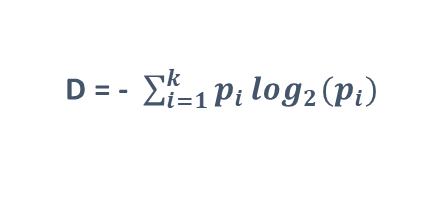 D = - ∑ᵏᵢ₌₁ pᵢ log₂(pᵢ)